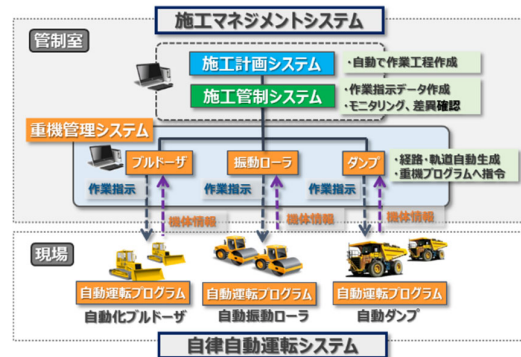 施工マネジメントシステム
管制室
施工計画システム
・自動で作業工程作成
施工管制システム
・作業指示データ作成
・モニタリング、差異確認
重機管理システム
ブルドーザ
振動ローラ
ダンプ
・経路・軌道自動生成
・重機プログラムへ指令
作業指示
作業指示
作業指示
機体情報
機体情報
機体情報
現場
自動運転プログラム
自動運転プログラム
自動運転プログラム
自動化ブルドーザ
自動振動ローラ
自動ダンプ
自律自動運転システム